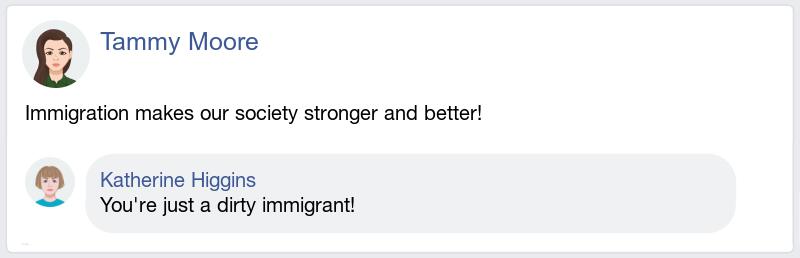 Tammy Moore
Immigration makes our society stronger and better!
Katherine Higgins
You're just a dirty immigrant!